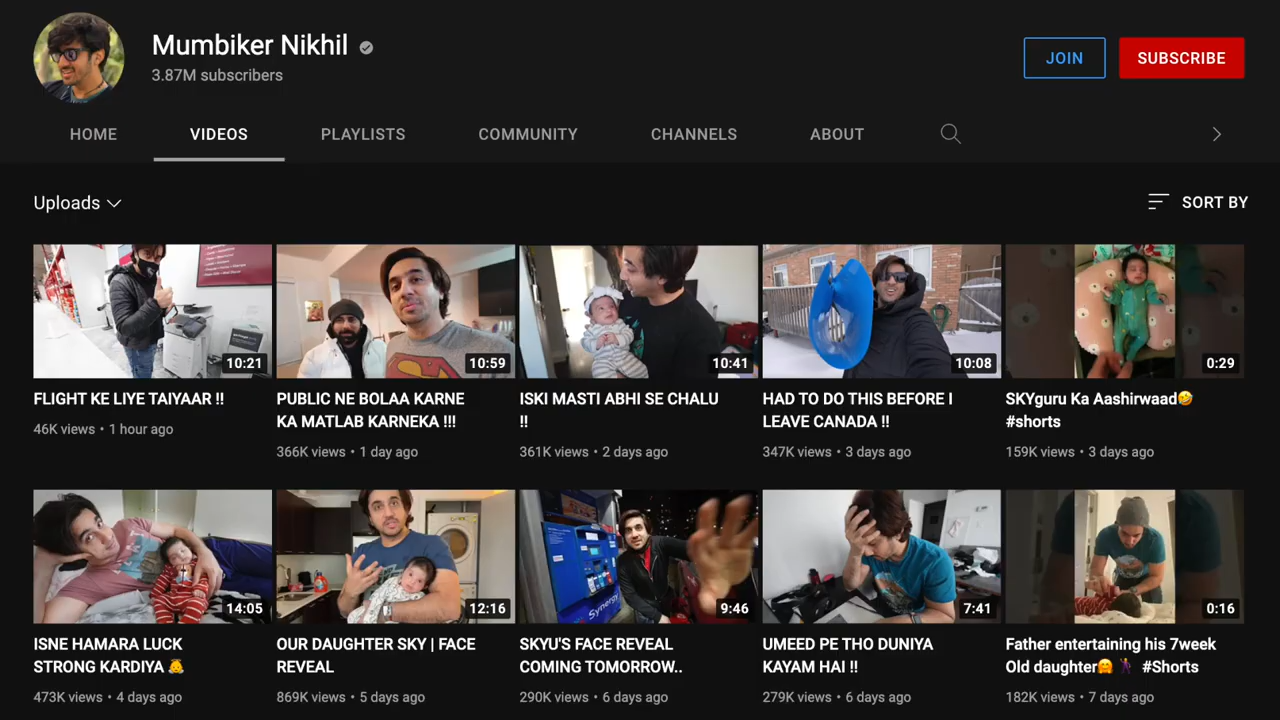 Mumbiker Nikhil
3.87M subscribers
JOIN
SUBSCRIBE
HOME
VIDEOS
PLAYLISTS
COMMUNITY
CHANNELS
ABOUT
Uploads
SORT BY
10:21
10:59
10:41
10:08
0:29
FLIGHT KE LIYE TAIYAAR !!
46K views • 1 hour ago
PUBLIC NE BOLAA KARNE
KA MATLAB KARNEKA !!!
366K views • 1 day ago
ISKI MASTI ABHI SE CHALU
!!
361K views • 2 days ago
HAD TO DO THIS BEFORE I
LEAVE CANADA !!
347K views • 3 days ago
SKYguru Ka Aashirwaad🤣
#shorts
159K views • 3 days ago
14:05
12:16
Synergy
9:46
7:41
0:16
ISNE HAMARA LUCK
STRONG KARDIYA 🙇
473K views • 4 days ago
OUR DAUGHTER SKY | FACE
REVEAL
869K views • 5 days ago
SKYU'S FACE REVEAL
COMING TOMORROW..
290K views • 6 days ago
UMEED PE THO DUNIYA
KAYAM HAI !!
279K views • 6 days ago
Father entertaining his 7week
Old daughter🤗🕺 #Shorts
182K views • 7 days ago